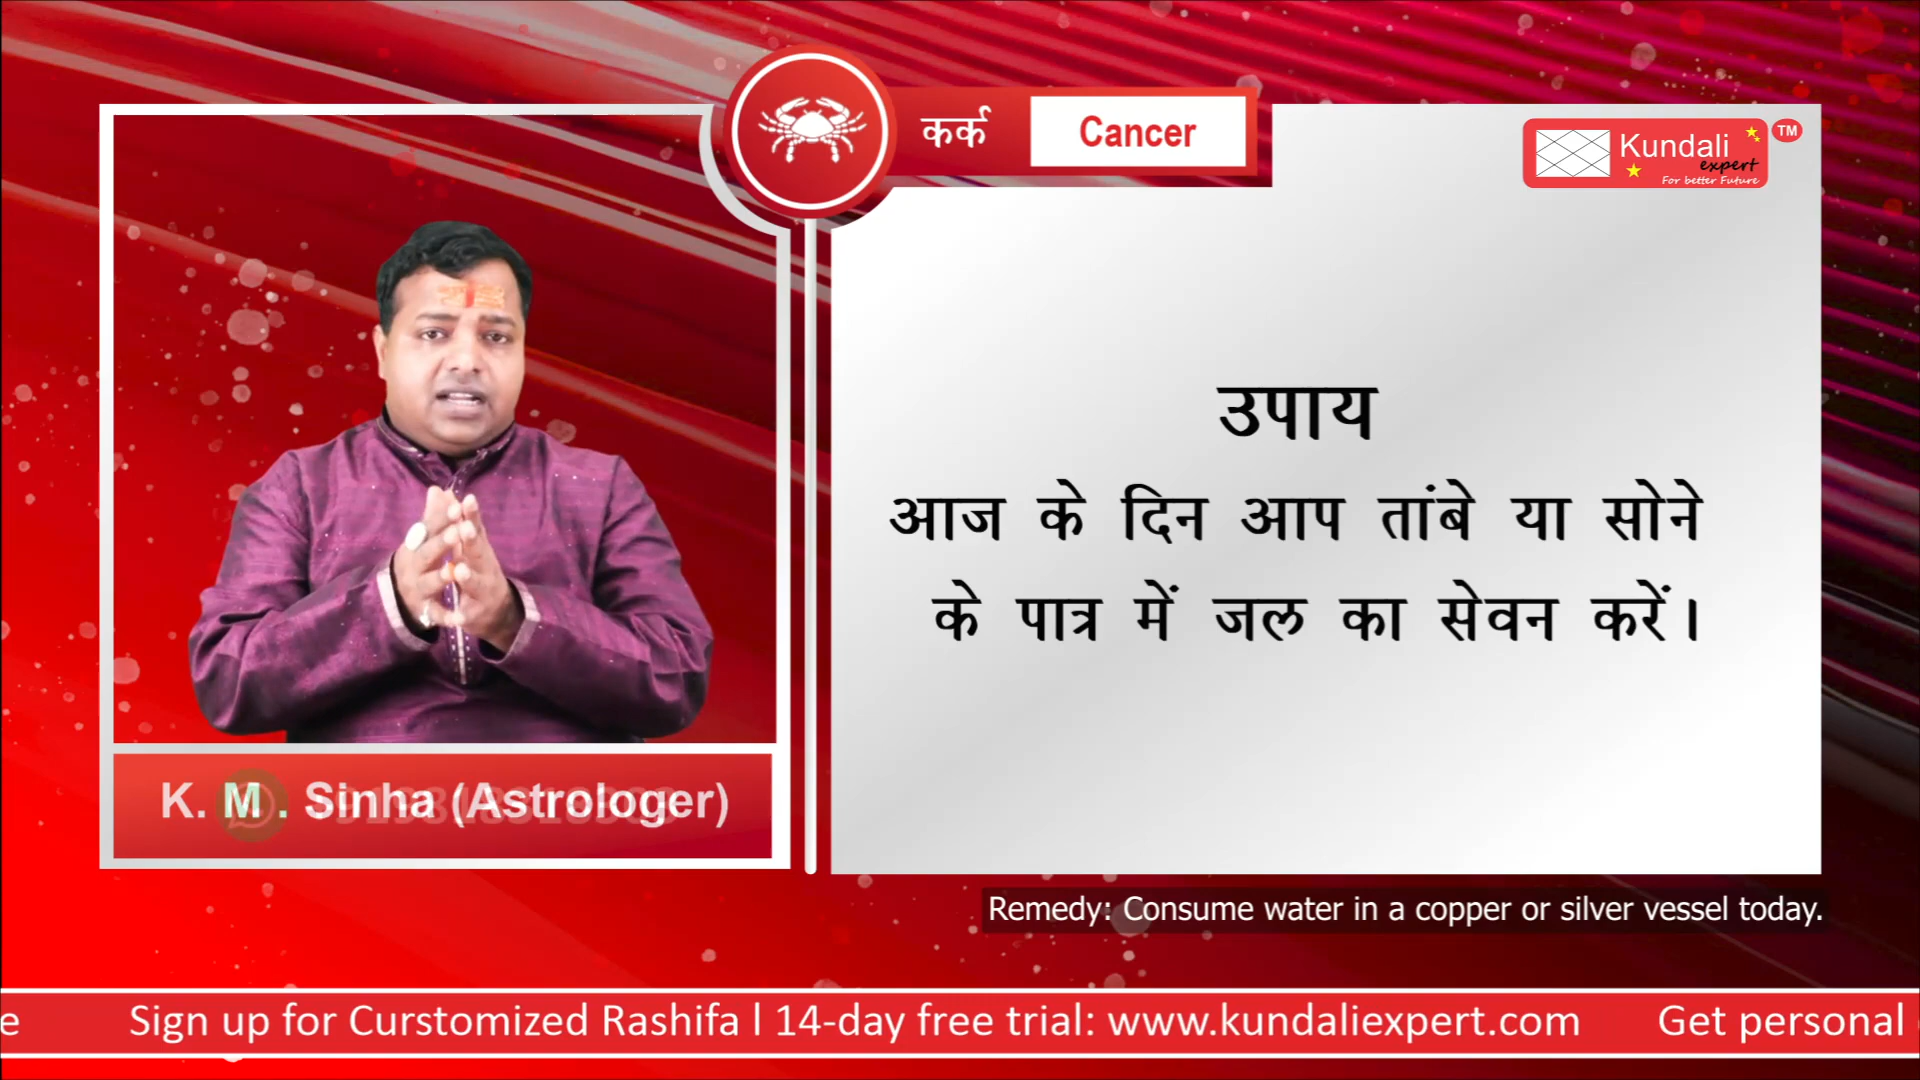 कर्क
Cancer
Kundali
expert
For better Future
TM
उपाय
आज के दिन आप तांबे या सोने
के पात्र में जल का सेवन करें।
K. M . Sinha (Astrologer)
Remedy: Consume water in a copper or silver vessel today.
e Sign up for Curstomized Rashifa l 14-day free trial: www.kundaliexpert.com Get personal